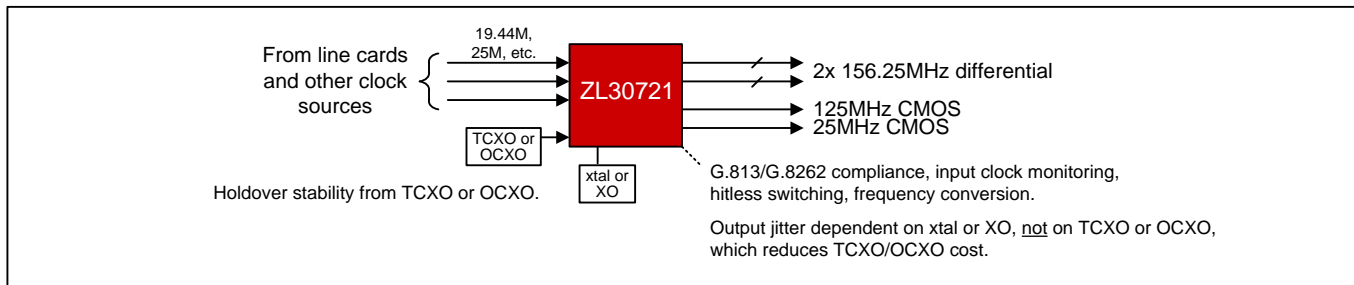 From line cards
and other clock
sources
19.44M,
25M, etc.
ZL30721
2x 156.25MHz differential
125MHz CMOS
25MHz CMOS
TCXO or
OCXO
xtal or
XO
Holdover stability from TCXO or OCXO.
G.813/G.8262 compliance, input clock monitoring,
hitless switching, frequency conversion.
Output jitter dependent on xtal or XO, not on TCXO or OCXO,
which reduces TCXO/OCXO cost.